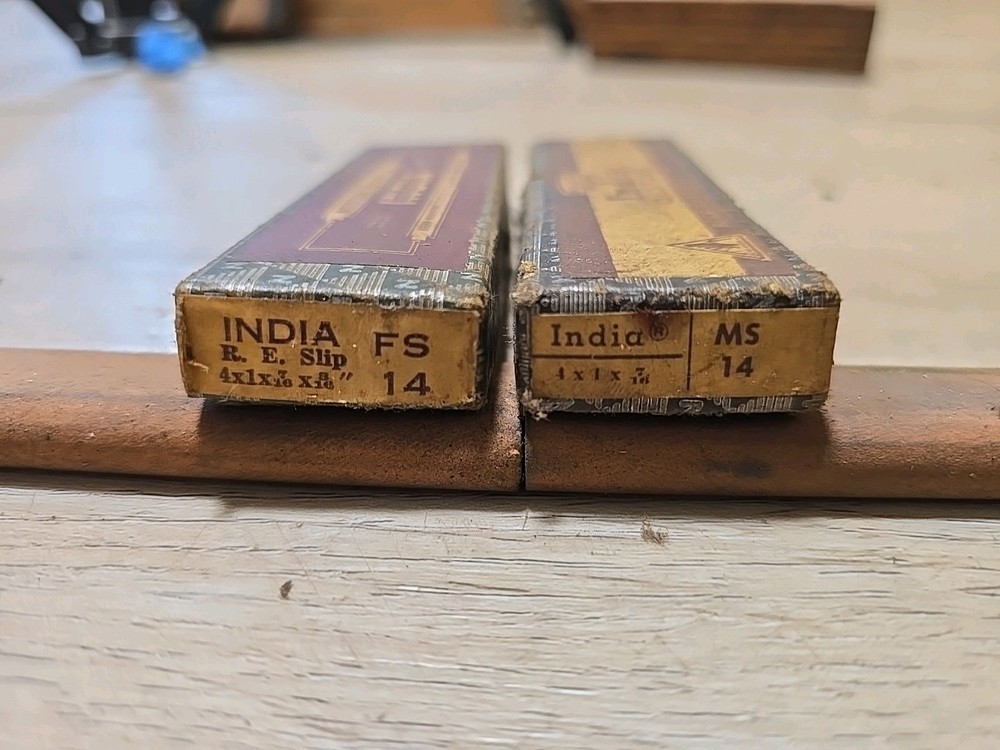 INDIA FS
R. E. Slip
4x1x7/16 x3/16" 14
India® MS
4 x 1 x 7/16 14